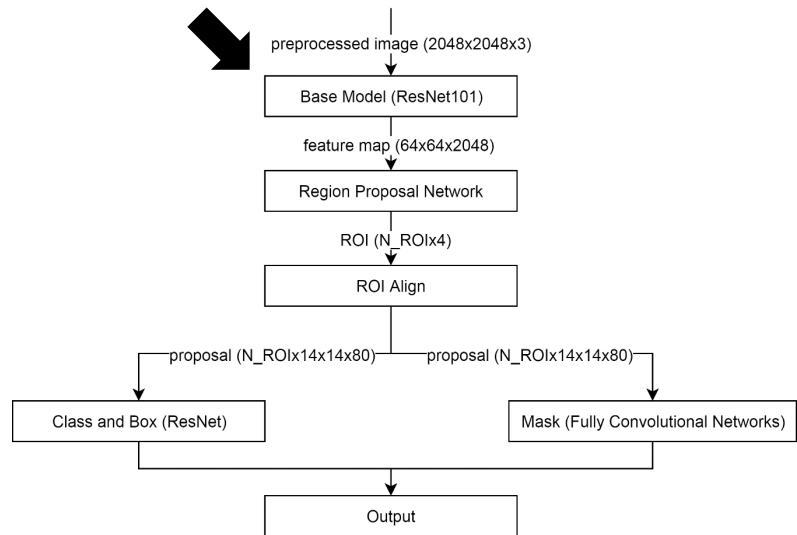 preprocessed image (2048x2048x3)
Base Model (ResNet101)
feature map (64x64x2048)
Region Proposal Network
ROI (N_ROIx4)
ROI Align
proposal (N_ROIx14x14x80)
proposal (N_ROIx14x14x80)
Class and Box (ResNet)
Mask (Fully Convolutional Networks)
Output